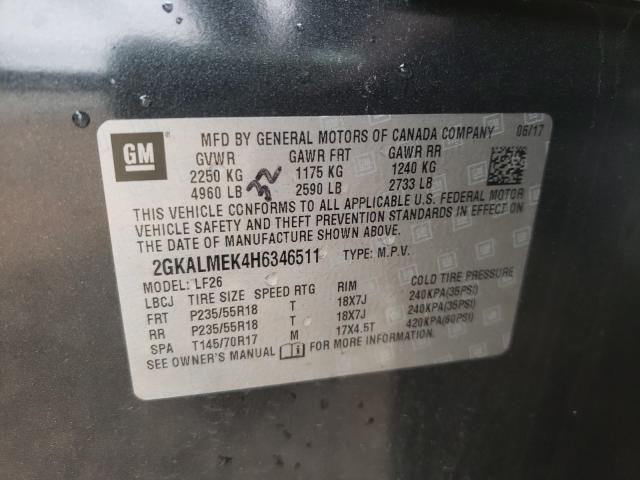 GM
MFD BY GENERAL MOTORS OF CANADA COMPANY 06/17
GVWR GAWR FRT GAWR RR
2250 KG 1175 KG 1240 KG
4960 LB 2590 LB 2733 LB
THIS VEHICLE CONFORMS TO ALL APPLICABLE U.S. FEDERAL MOTOR
VEHICLE SAFETY AND THEFT PREVENTION STANDARDS IN EFFECT ON
THE DATE OF MANUFACTURE SHOWN ABOVE.
2GKALMEK4H6346511 TYPE: M.P.V.
MODEL: LF26
LBCJ TIRE SIZE SPEED RTG RIM COLD TIRE PRESSURE
FRT P235/55R18 T 18X7J 240KPA(35PSI)
RR P235/55R18 T 18X7J 240KPA(35PSI)
SPA T145/70R17 M 17X4.5T 420KPA(60PSI)
SEE OWNER'S MANUAL FOR MORE INFORMATION.